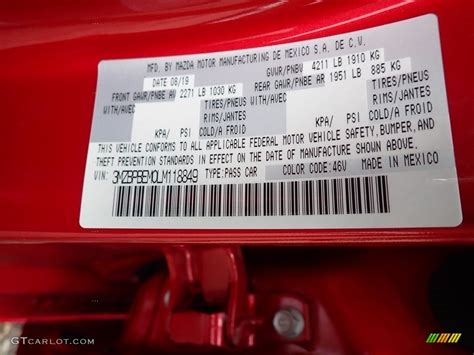 MFD. BY MAZDA MOTOR MANUFACTURING DE MEXICO S.A. DE C.V.
DATE 06/19 GVWR/PNBV 4211 LB 1910 KG
FRONT GAWR/PNBE AV 2271 LB 1030 KG REAR GAWR/PNBE AR 1951 LB 885 KG
WITH/AVEC TIRES/PNEUS WITH/AVEC TIRES/PNEUS
RIMS/JANTES RIMS/JANTES
KPA/ PSI COLD/A FROID KPA/ PSI COLD/A FROID
THIS VEHICLE CONFORMS TO ALL APPLICABLE FEDERAL MOTOR VEHICLE SAFETY, BUMPER, AND
THEFT PREVENTION STANDARDS IN EFFECT ON THE DATE OF MANUFACTURE SHOWN ABOVE.
VIN: TYPE: PASS CAR COLOR CODE: 46V MADE IN MEXICO
GTCARLOT.COM